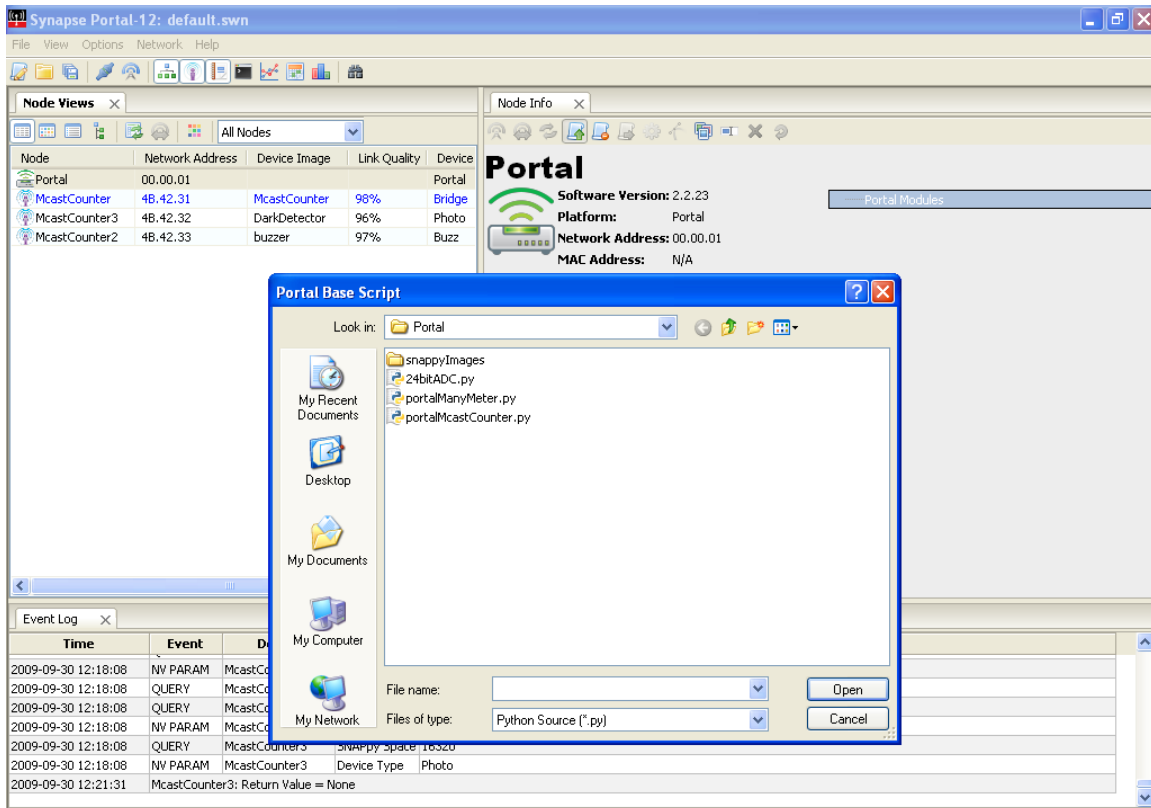 Synapse Portal-12: default.swn
File View Options Network Help
Node Views
All Nodes
Node Network Address Device Image Link Quality Device
Portal 00.00.01 Portal
McastCounter 4B.42.31 McastCounter 98% Bridge
McastCounter3 4B.42.32 DarkDetector 96% Photo
McastCounter2 4B.42.33 buzzer 97% Buzz
Node Info
Portal
Software Version: 2.2.23
Platform: Portal
Network Address: 00.00.01
MAC Address: N/A
Portal Modules
Portal Base Script
Look in: Portal
My Recent Documents
Desktop
My Documents
My Computer
My Network
snappyImages
24bitADC.py
portalManyMeter.py
portalMcastCounter.py
File name: Open
Files of type: Python Source (*.py) Cancel
Event Log
Time Event
2009-09-30 12:18:08 NV PARAM
2009-09-30 12:18:08 QUERY
2009-09-30 12:18:08 QUERY
2009-09-30 12:18:08 NV PARAM
2009-09-30 12:18:08 QUERY McastCounter3 SNAPpy Space 16320
2009-09-30 12:18:08 NV PARAM McastCounter3 Device Type Photo
2009-09-30 12:21:31 McastCounter3: Return Value = None